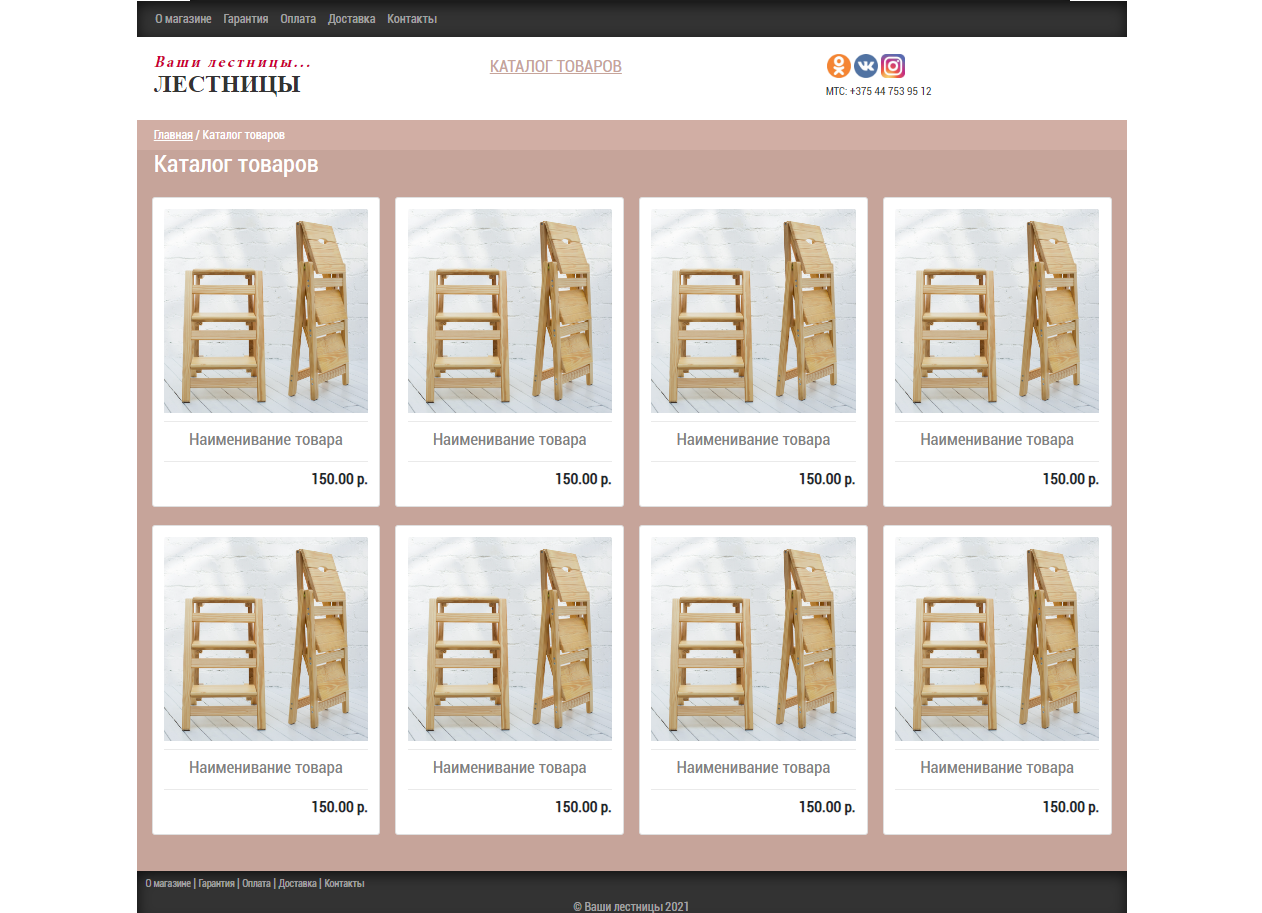 О магазине Гарантия Оплата Доставка Контакты
Ваши лестницы...
ЛЕСТНИЦЫ
КАТАЛОГ ТОВАРОВ
МТС: +375 44 753 95 12
Главная / Каталог товаров
Каталог товаров
Наименивание товара Наименивание товара Наименивание товара Наименивание товара
150.00 р. 150.00 р. 150.00 р. 150.00 р.
Наименивание товара Наименивание товара Наименивание товара Наименивание товара
150.00 р. 150.00 р. 150.00 р. 150.00 р.
О магазине | Гарантия | Оплата | Доставка | Контакты
© Ваши лестницы 2021